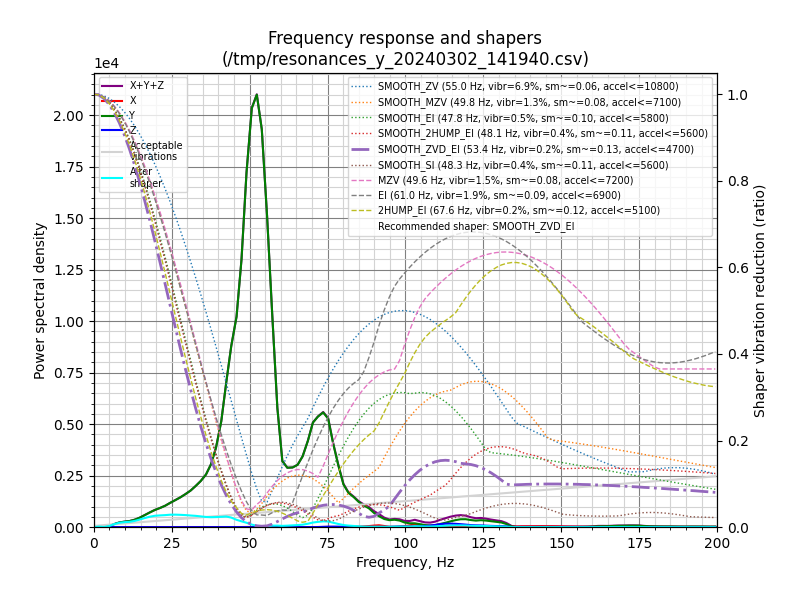 Frequency response and shapers
(/tmp/resonances_y_20240302_141940.csv)
1e4
X+Y+Z
X
Y
Z
Acceptable
vibrations
After
shaper
SMOOTH_ZV (55.0 Hz, vibr=6.9%, sm~=0.06, accel<=10800)
SMOOTH_MZV (49.8 Hz, vibr=1.3%, sm~=0.08, accel<=7100)
SMOOTH_EI (47.8 Hz, vibr=0.5%, sm~=0.10, accel<=5800)
SMOOTH_2HUMP_EI (48.1 Hz, vibr=0.4%, sm~=0.11, accel<=5600)
SMOOTH_ZVD_EI (53.4 Hz, vibr=0.2%, sm~=0.13, accel<=4700)
SMOOTH_SI (48.3 Hz, vibr=0.4%, sm~=0.11, accel<=5600)
MZV (49.6 Hz, vibr=1.5%, sm~=0.08, accel<=7200)
EI (61.0 Hz, vibr=1.9%, sm~=0.09, accel<=6900)
2HUMP_EI (67.6 Hz, vibr=0.2%, sm~=0.12, accel<=5100)
Recommended shaper: SMOOTH_ZVD_EI
Power spectral density
2.00
1.75
1.50
1.25
1.00
0.75
0.50
0.25
0.00
1.0
0.8
0.6
0.4
0.2
0.0
Shaper vibration reduction (ratio)
0 25 50 75 100 125 150 175 200
Frequency, Hz